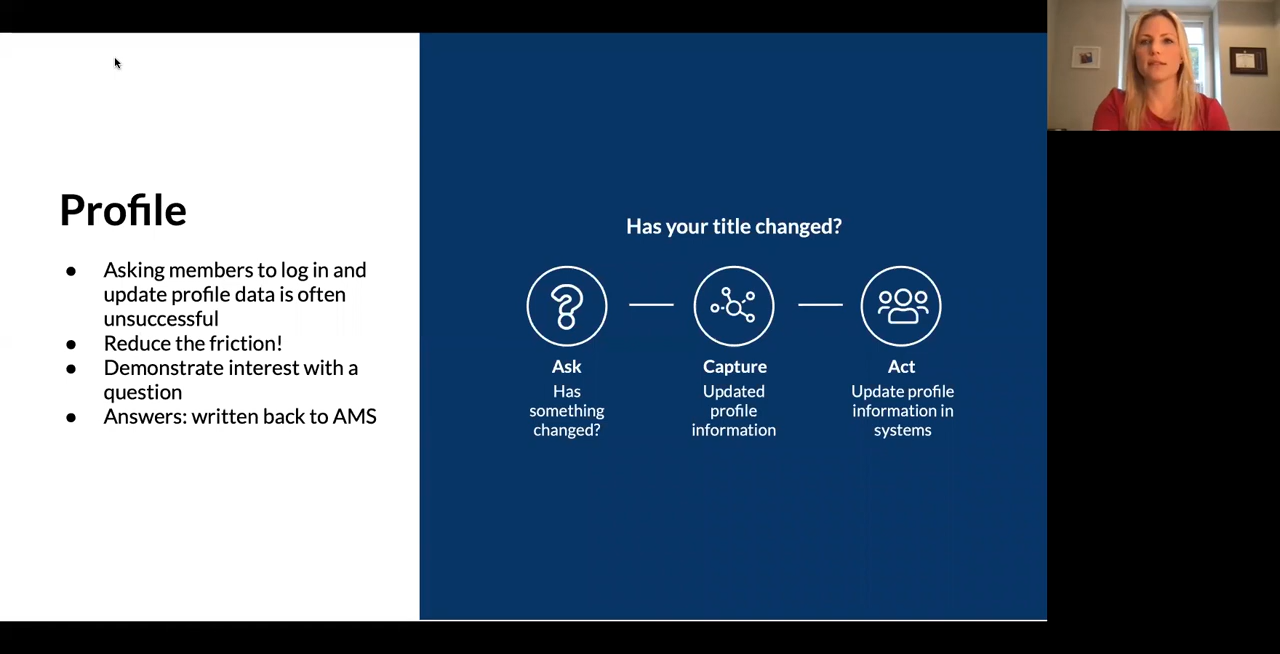 Profile
● Asking members to log in and
update profile data is often
unsuccessful
● Reduce the friction!
● Demonstrate interest with a
question
● Answers: written back to AMS
Has your title changed?
Ask
Has
something
changed?
Capture
Updated
profile
information
Act
Update profile
information in
systems